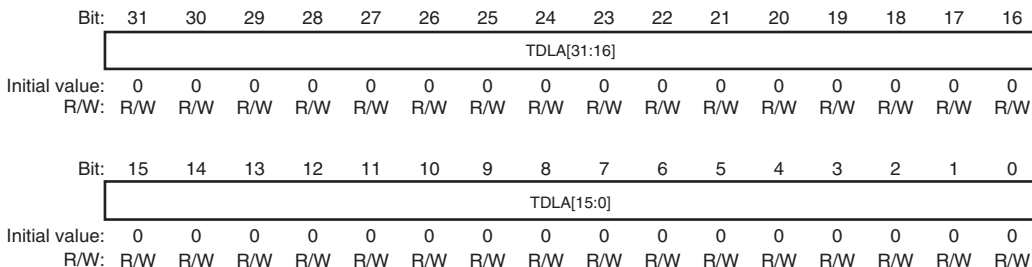 Bit: 31 30 29 28 27 26 25 24 23 22 21 20 19 18 17 16
TDLA[31:16]
Initial value: 0 0 0 0 0 0 0 0 0 0 0 0 0 0 0 0
R/W: R/W R/W R/W R/W R/W R/W R/W R/W R/W R/W R/W R/W R/W R/W R/W R/W
Bit: 15 14 13 12 11 10 9 8 7 6 5 4 3 2 1 0
TDLA[15:0]
Initial value: 0 0 0 0 0 0 0 0 0 0 0 0 0 0 0 0
R/W: R/W R/W R/W R/W R/W R/W R/W R/W R/W R/W R/W R/W R/W R/W R/W R/W